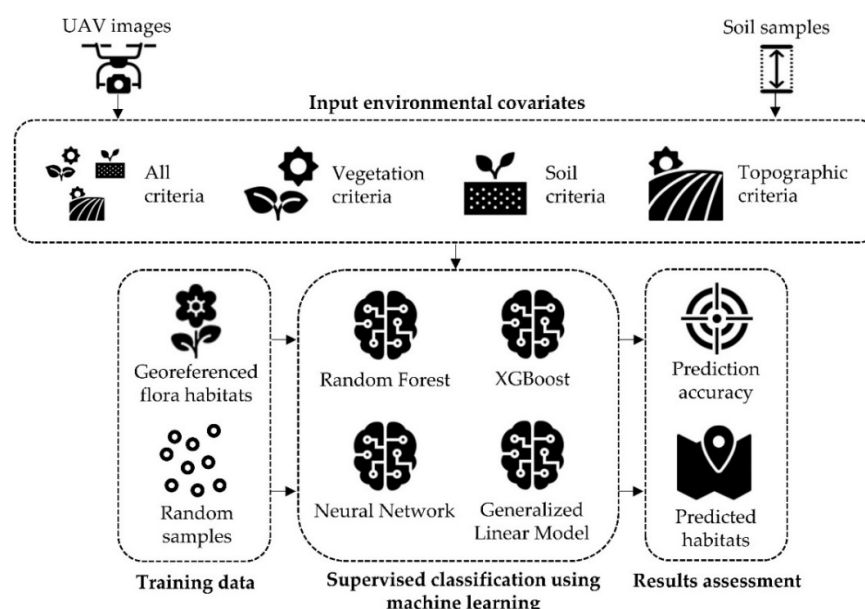 UAV images
Soil samples
Input environmental covariates
All
criteria
Vegetation
criteria
Soil
criteria
Topographic
criteria
Georeferenced
flora habitats
Random
samples
Training data
Random Forest
XGBoost
Neural Network
Generalized
Linear Model
Supervised classification using
machine learning
Prediction
accuracy
Predicted
habitats
Results assessment